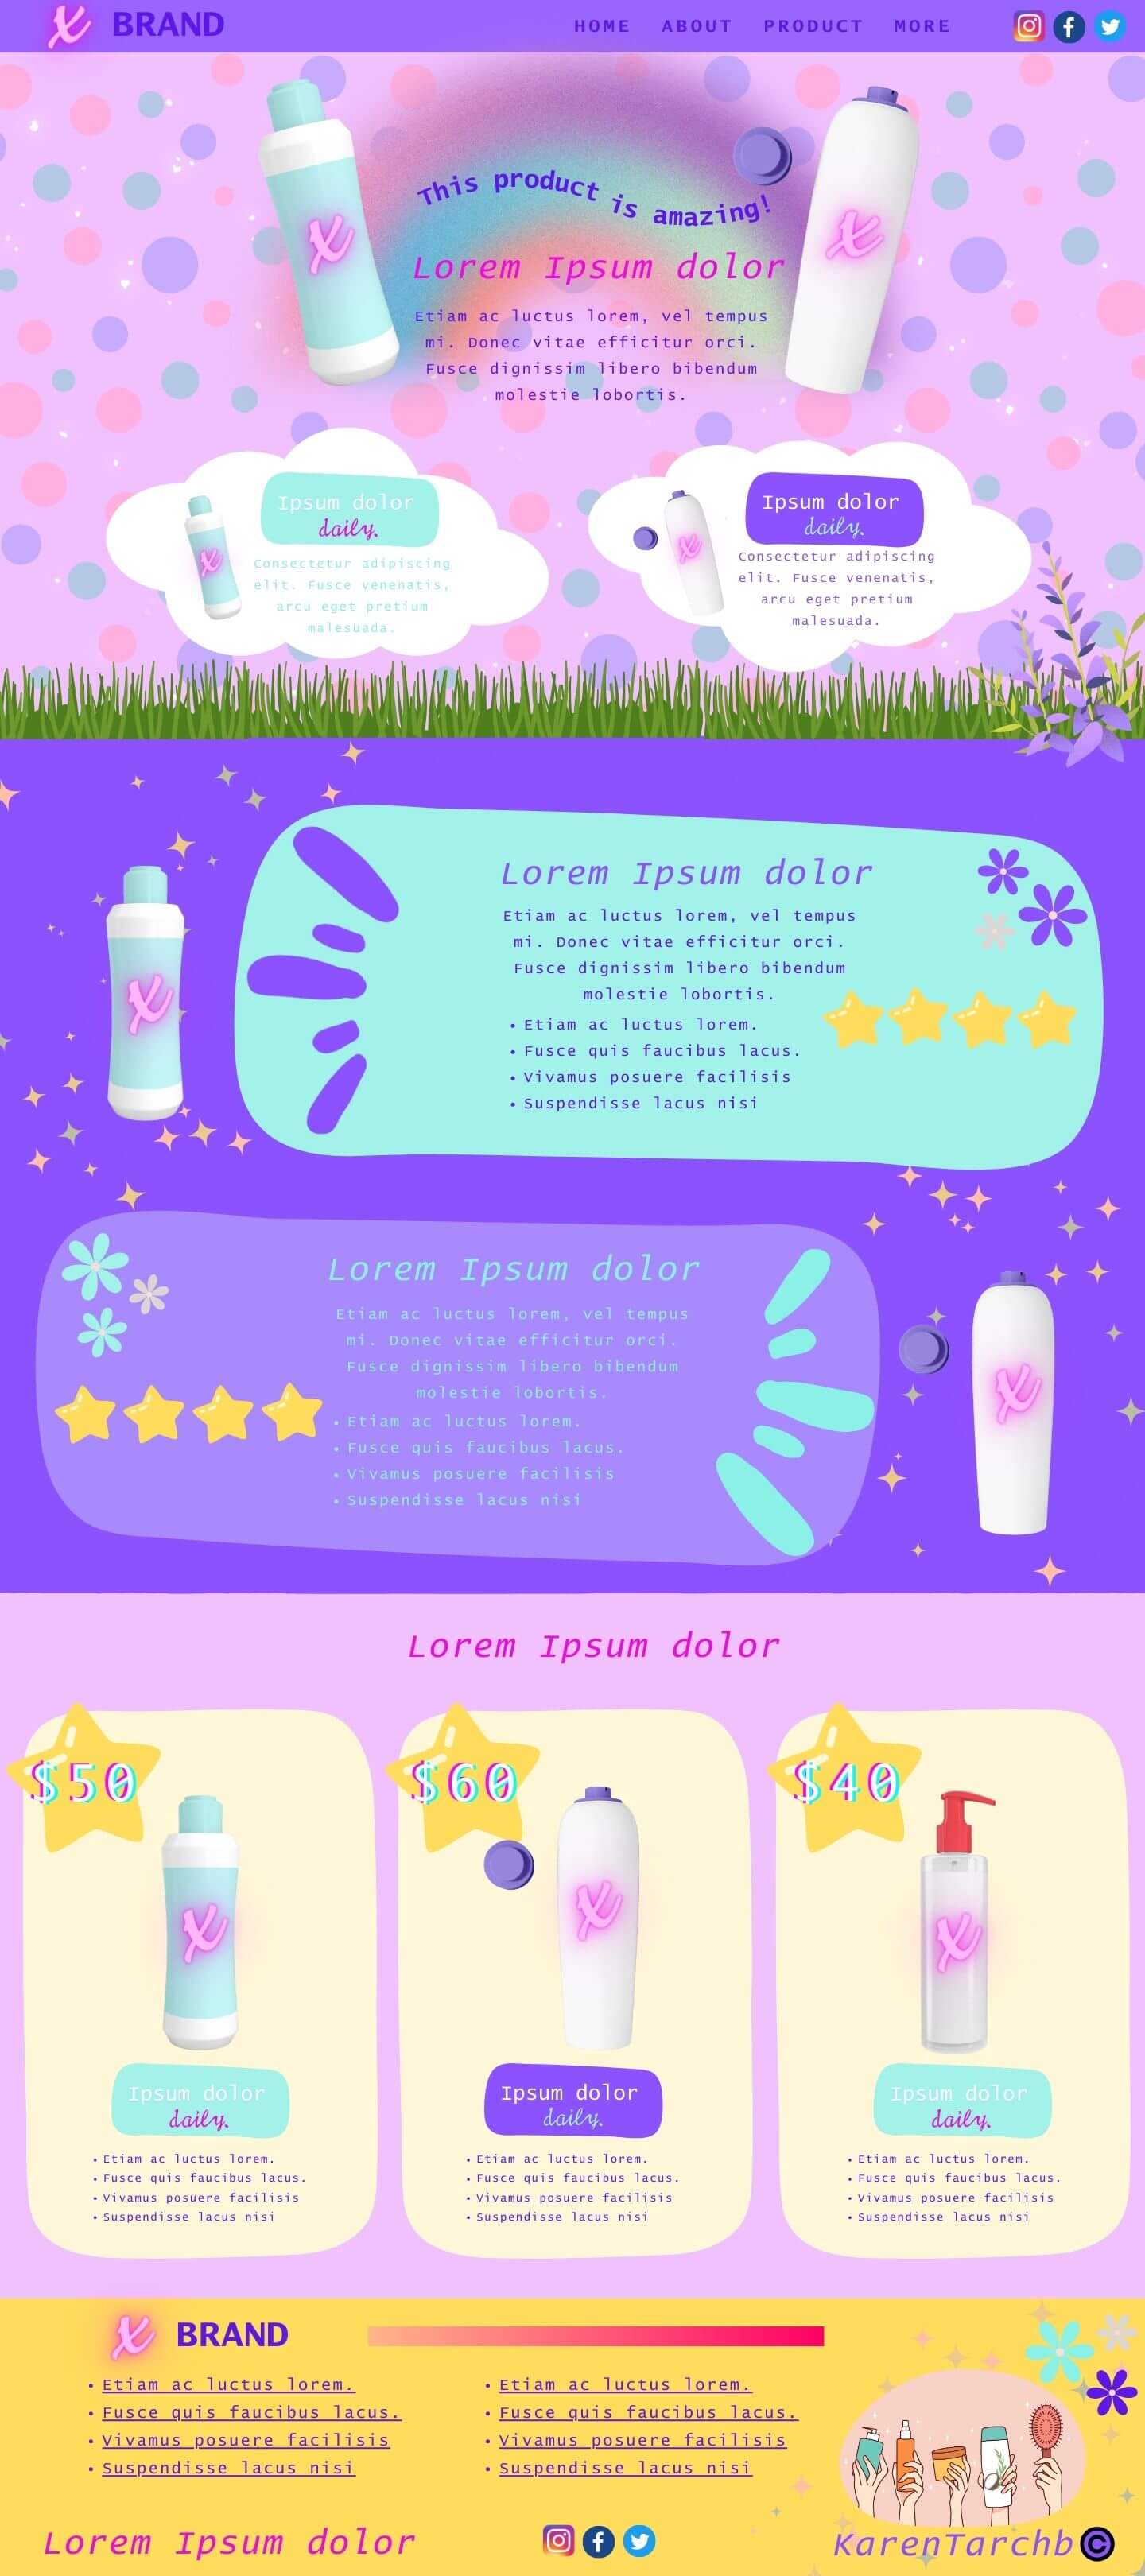 X BRAND HOME ABOUT PRODUCT MORE
This product is amazing!
Lorem Ipsum dolor
Etiam ac luctus lorem, vel tempus
mi. Donec vitae efficitur orci.
Fusce dignissim libero bibendum
molestie lobortis.
X
X
Ipsum dolor
daily.
Consectetur adipiscing
elit. Fusce venenatis,
arcu eget pretium
malesuada.
X
Ipsum dolor
daily.
Consectetur adipiscing
elit. Fusce venenatis,
arcu eget pretium
malesuada.
X
X
Lorem Ipsum dolor
Etiam ac luctus lorem, vel tempus
mi. Donec vitae efficitur orci.
Fusce dignissim libero bibendum
molestie lobortis.
• Etiam ac luctus lorem.
• Fusce quis faucibus lacus.
• Vivamus posuere facilisis
• Suspendisse lacus nisi
X
Lorem Ipsum dolor
Etiam ac luctus lorem, vel tempus
mi. Donec vitae efficitur orci.
Fusce dignissim libero bibendum
molestie lobortis.
• Etiam ac luctus lorem.
• Fusce quis faucibus lacus.
• Vivamus posuere facilisis
• Suspendisse lacus nisi
X
Lorem Ipsum dolor
$50
X
Ipsum dolor
daily.
• Etiam ac luctus lorem.
• Fusce quis faucibus lacus.
• Vivamus posuere facilisis
• Suspendisse lacus nisi
$60
X
Ipsum dolor
daily.
• Etiam ac luctus lorem.
• Fusce quis faucibus lacus.
• Vivamus posuere facilisis
• Suspendisse lacus nisi
$40
X
Ipsum dolor
daily.
• Etiam ac luctus lorem.
• Fusce quis faucibus lacus.
• Vivamus posuere facilisis
• Suspendisse lacus nisi
X BRAND
• Etiam ac luctus lorem.
• Fusce quis faucibus lacus.
• Vivamus posuere facilisis
• Suspendisse lacus nisi
• Etiam ac luctus lorem.
• Fusce quis faucibus lacus.
• Vivamus posuere facilisis
• Suspendisse lacus nisi
Lorem Ipsum dolor
KarenTarchb©